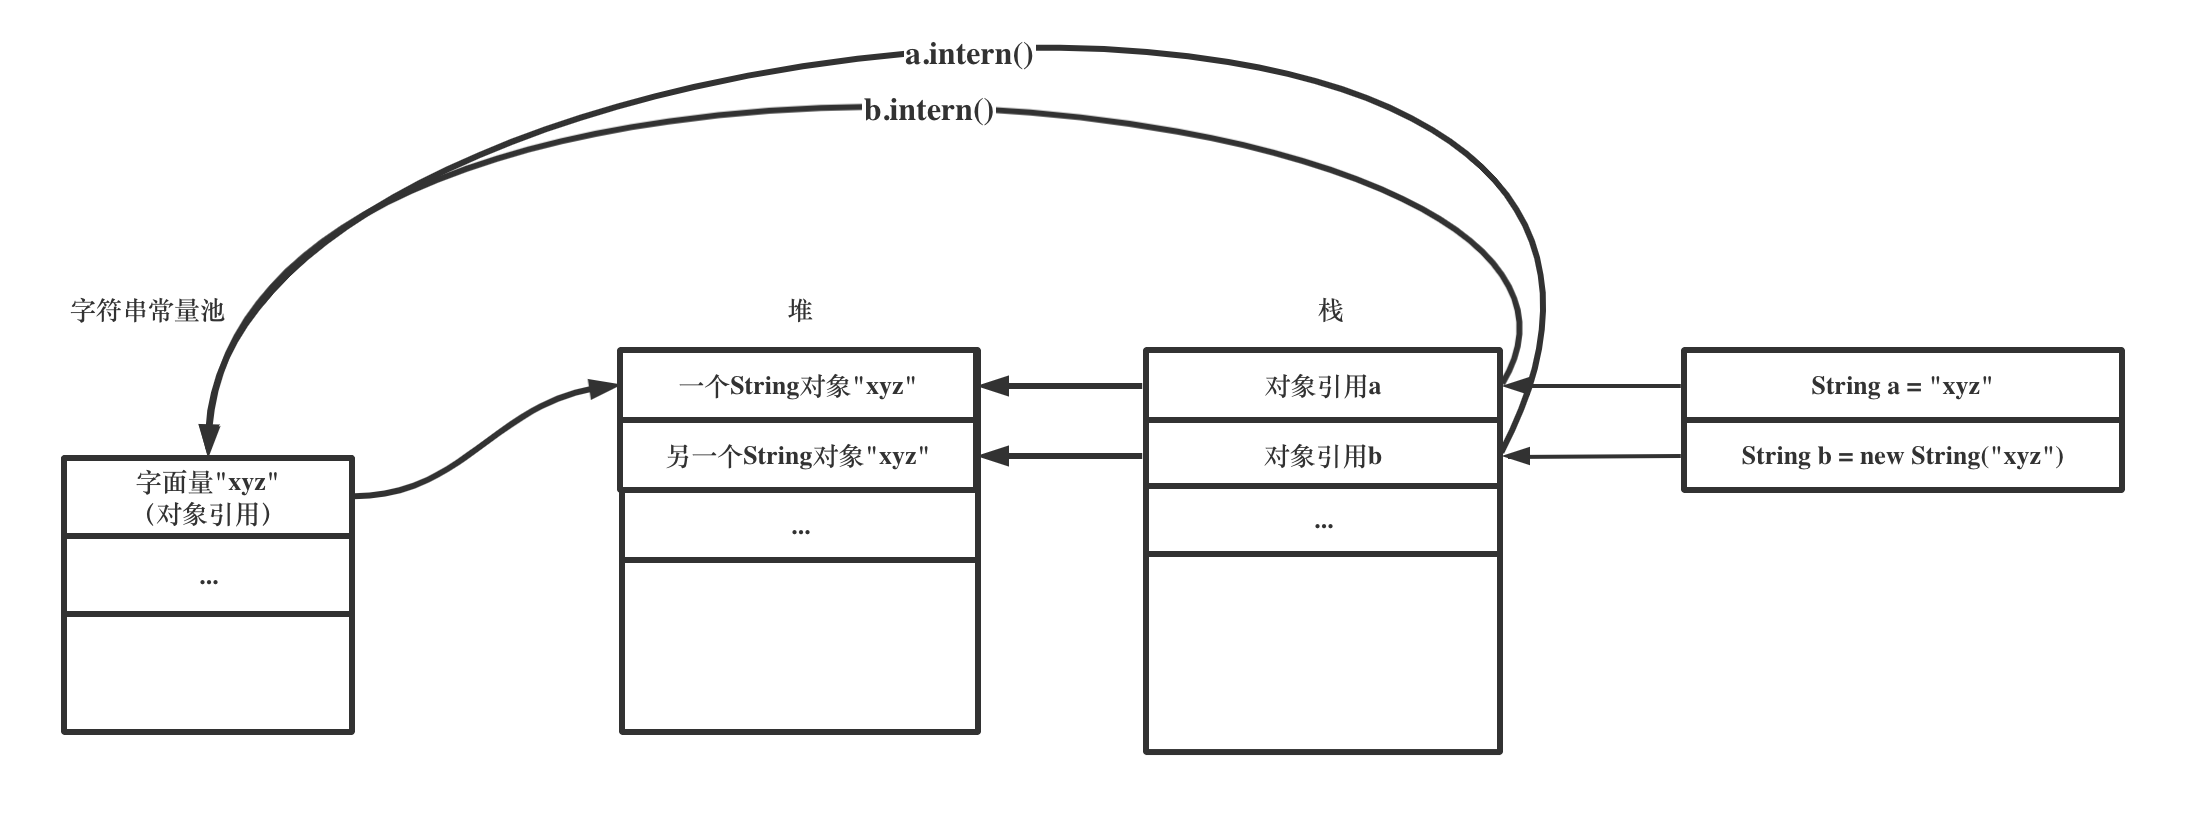 a.intern()
b.intern()
字符串常量池
堆
栈
一个String对象"xyz"
对象引用a
String a = "xyz"
另一个String对象"xyz"
对象引用b
String b = new String("xyz")
字面量"xyz"
（对象引用）
...
...
...